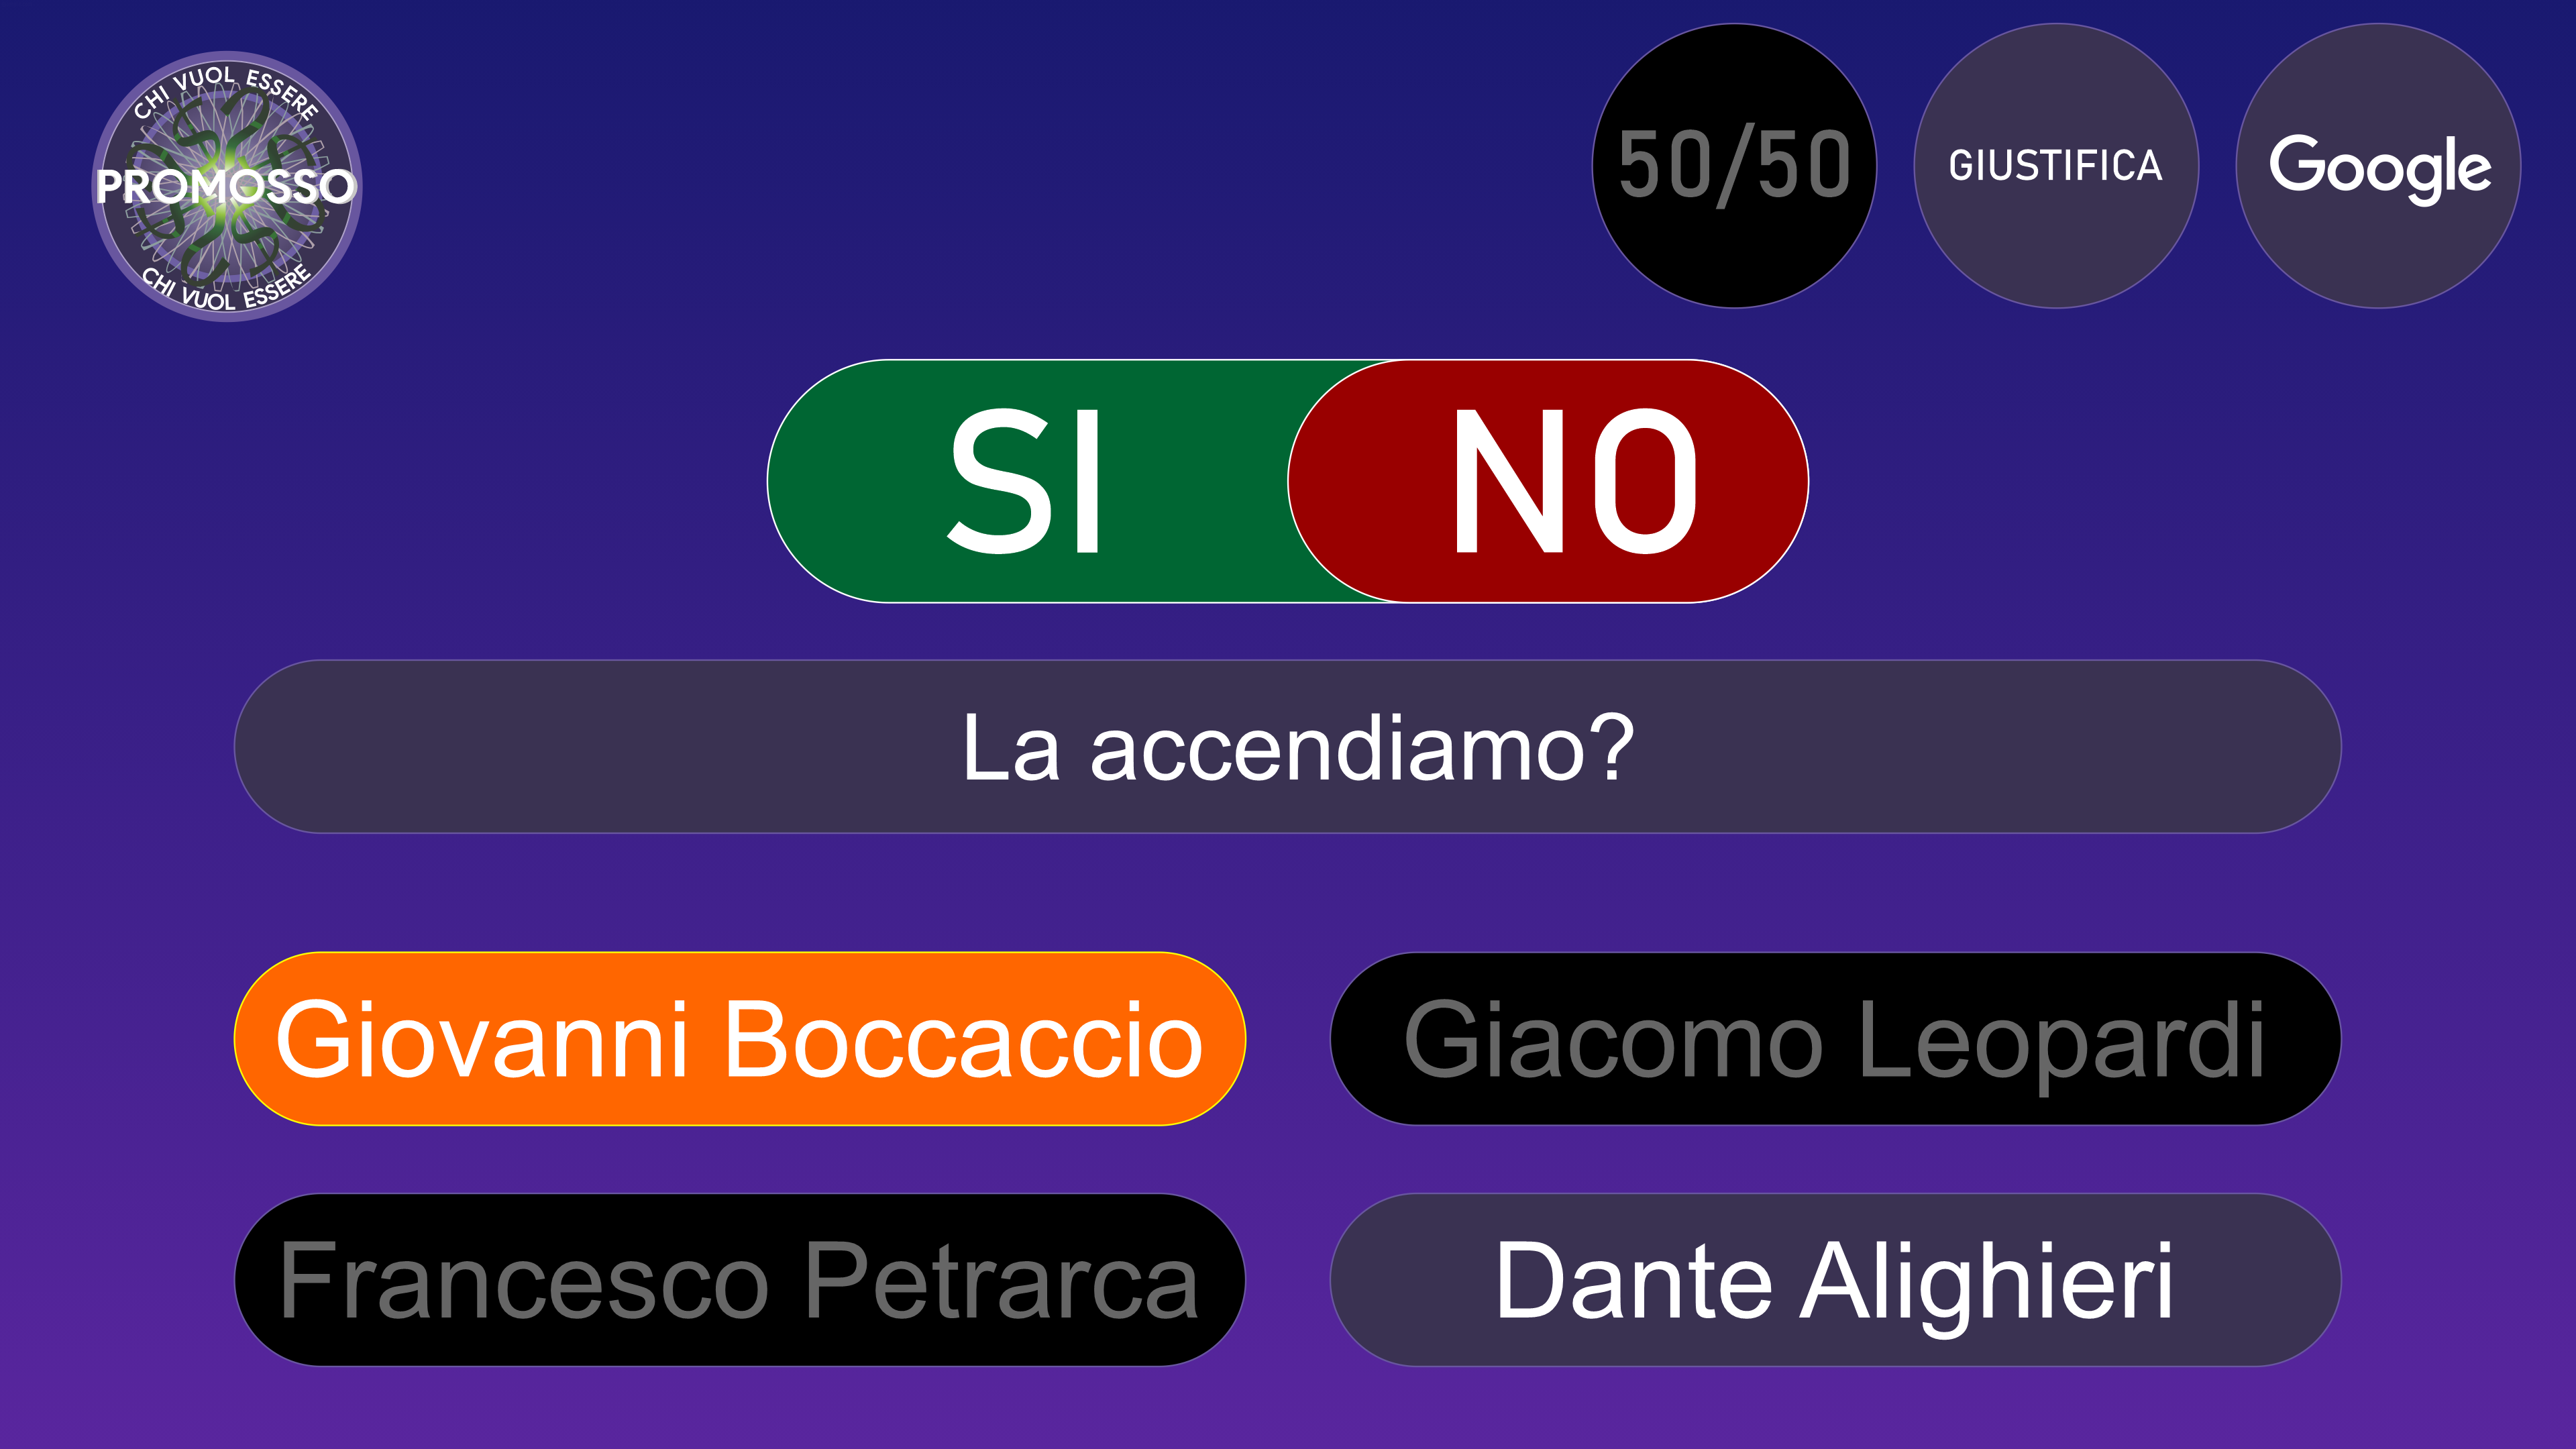 CHI VUOL ESSERE
PROMOSSO
CHI VUOL ESSERE
50/50
GIUSTIFICA
Google
SI
NO
La accendiamo?
Giovanni Boccaccio
Giacomo Leopardi
Francesco Petrarca
Dante Alighieri